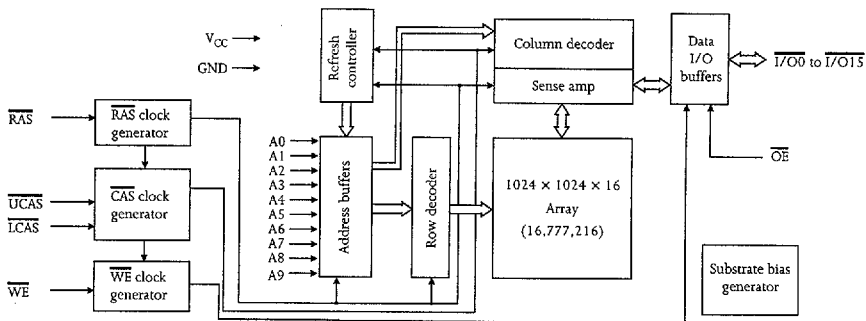 V_CC
GND
Refresh
controller
Column decoder
Sense amp
Data
I/O
buffers
I/O0 to I/O15
RAS
RAS clock
generator
UCAS
LCAS
CAS clock
generator
WE
WE clock
generator
A0
A1
A2
A3
A4
A5
A6
A7
A8
A9
Address buffers
Row decoder
1024 × 1024 × 16
Array
(16,777,216)
OE
Substrate bias
generator